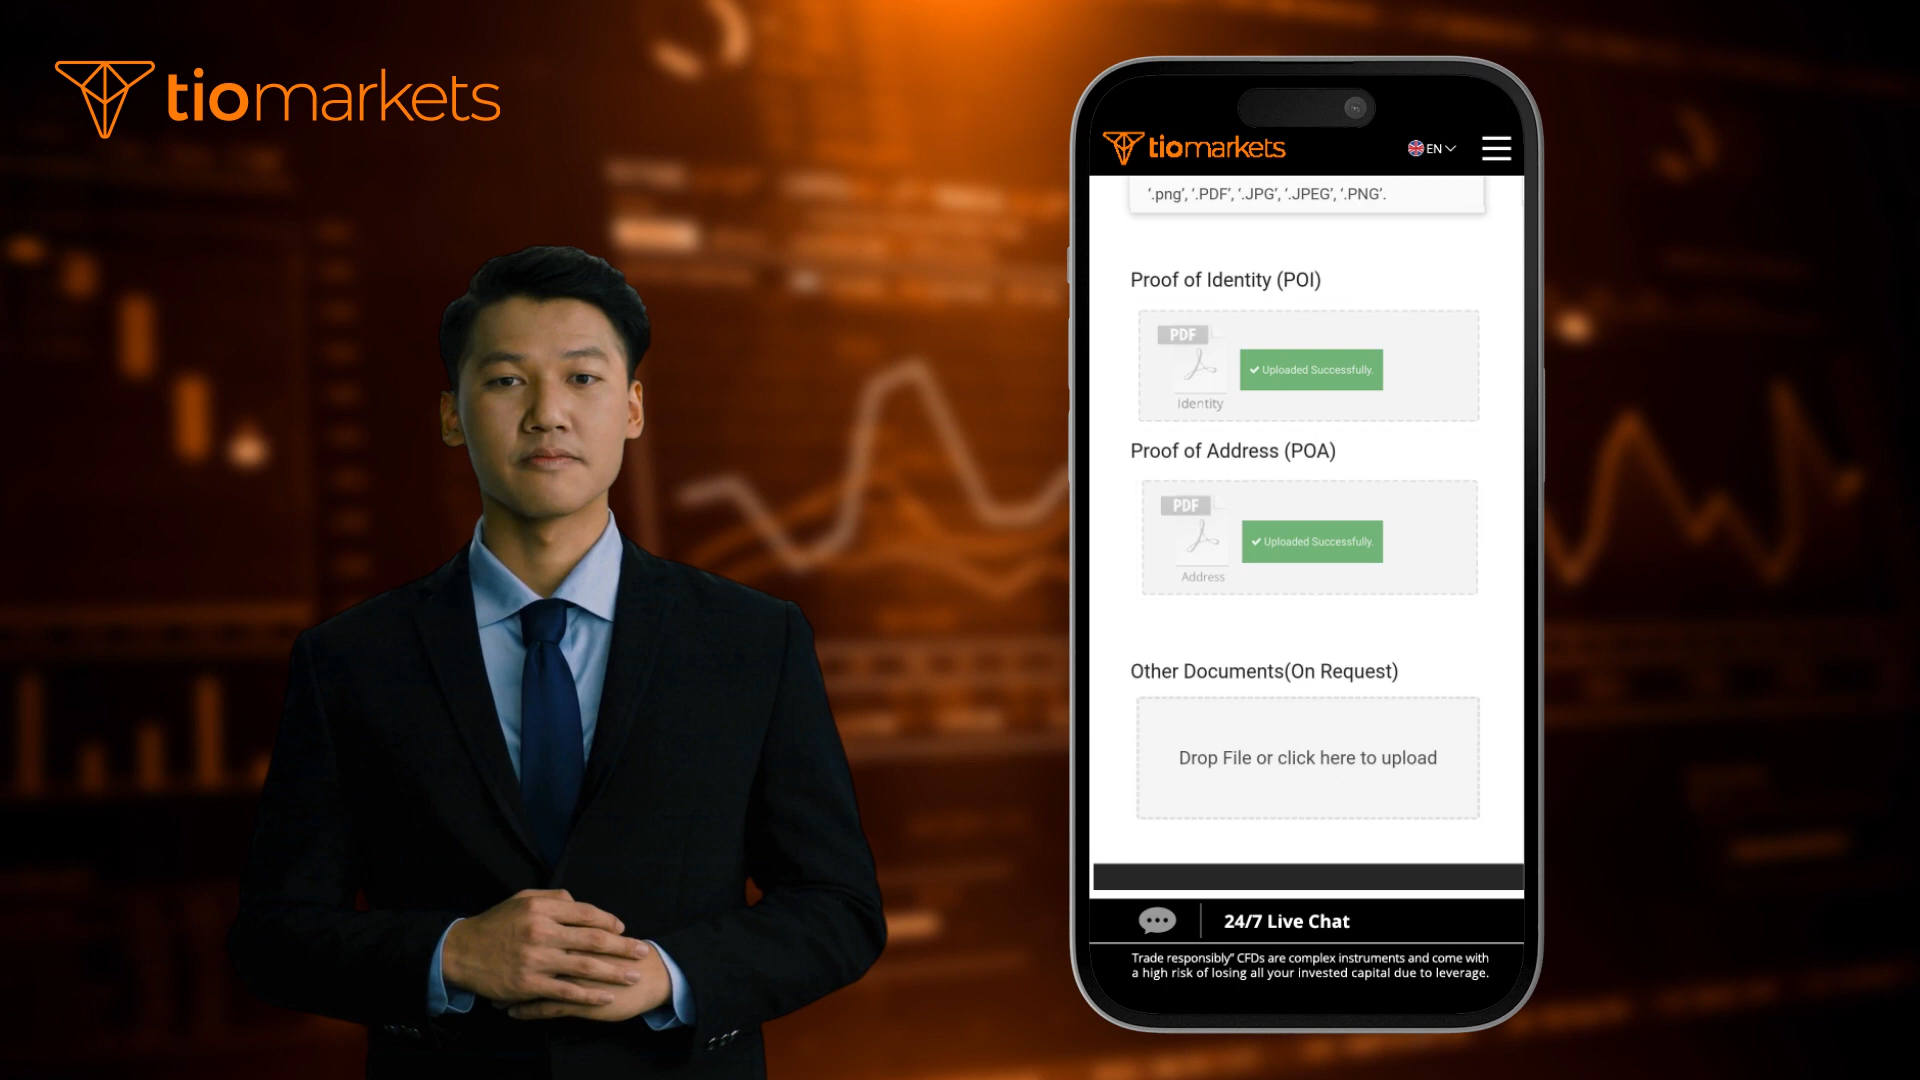 tiomarkets
tiomarkets
EN
‘.png’, ‘.PDF’, ‘.JPG’, ‘.JPEG’, ‘.PNG’.
Proof of Identity (POI)
PDF
Uploaded Successfully.
Identity
Proof of Address (POA)
PDF
Uploaded Successfully.
Address
Other Documents(On Request)
Drop File or click here to upload
24/7 Live Chat
Trade responsibly” CFDs are complex instruments and come with
a high risk of losing all your invested capital due to leverage.